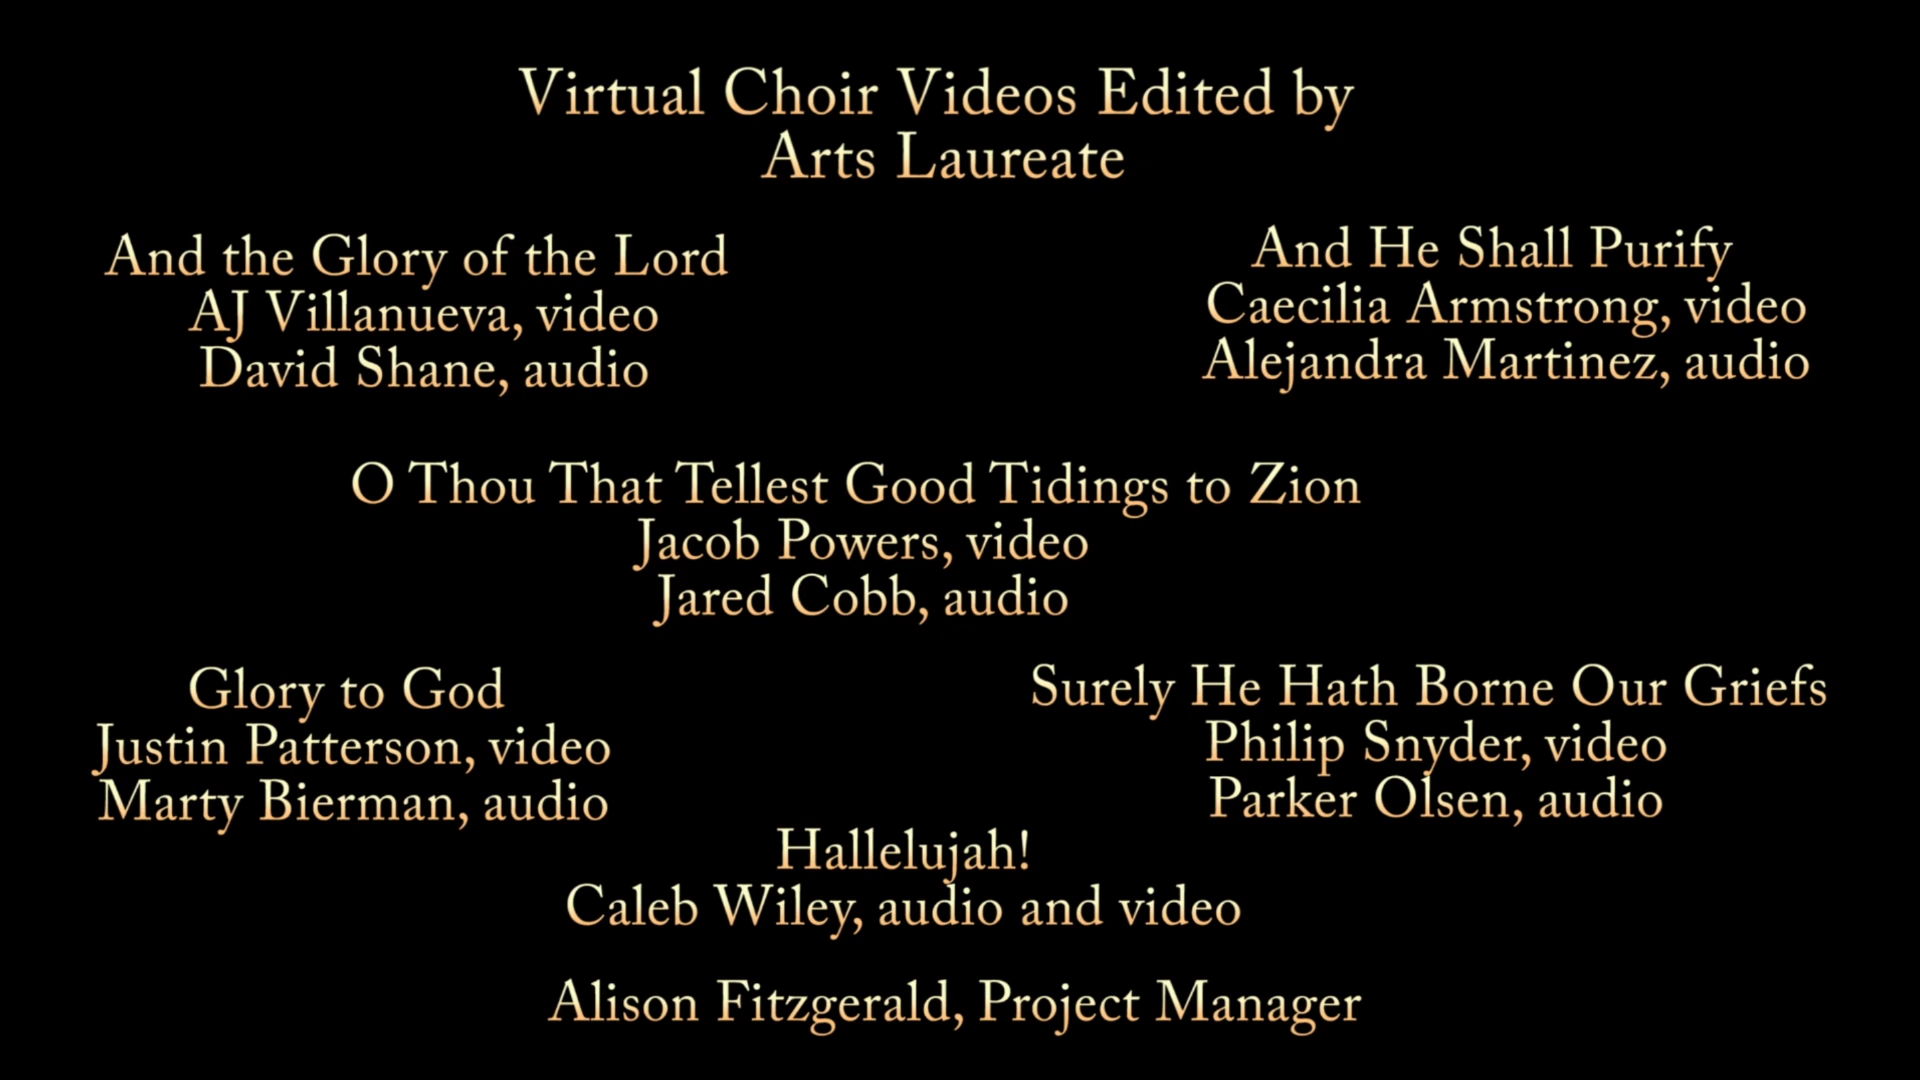 Virtual Choir Videos Edited by
Arts Laureate
And the Glory of the Lord
AJ Villanueva, video
David Shane, audio
And He Shall Purify
Caecilia Armstrong, video
Alejandra Martinez, audio
O Thou That Tellest Good Tidings to Zion
Jacob Powers, video
Jared Cobb, audio
Glory to God
Justin Patterson, video
Marty Bierman, audio
Surely He Hath Borne Our Griefs
Philip Snyder, video
Parker Olsen, audio
Hallelujah!
Caleb Wiley, audio and video
Alison Fitzgerald, Project Manager